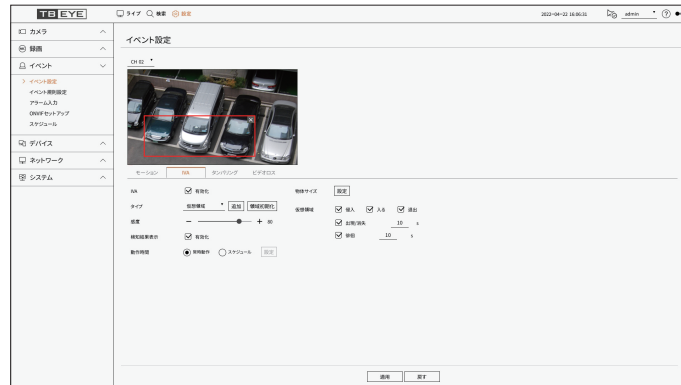 TB EYE
ライブ 検索 設定
2022-04-22 16:06:31 admin
カメラ
録画
イベント
> イベント設定
イベント規則設定
アラーム入力
ONVIFセットアップ
スケジュール
デバイス
ネットワーク
システム
イベント設定
CH 02
モーション IVA タンパリング ビデオロス
IVA 有効化 物体サイズ 設定
タイプ 仮想領域 追加 領域初期化 仮想領域 侵入 入る 退出
感度 − + 80 出現/消失 10 s
検知結果表示 有効化 徘徊 10 s
動作時間 常時動作 スケジュール 設定
適用 戻す